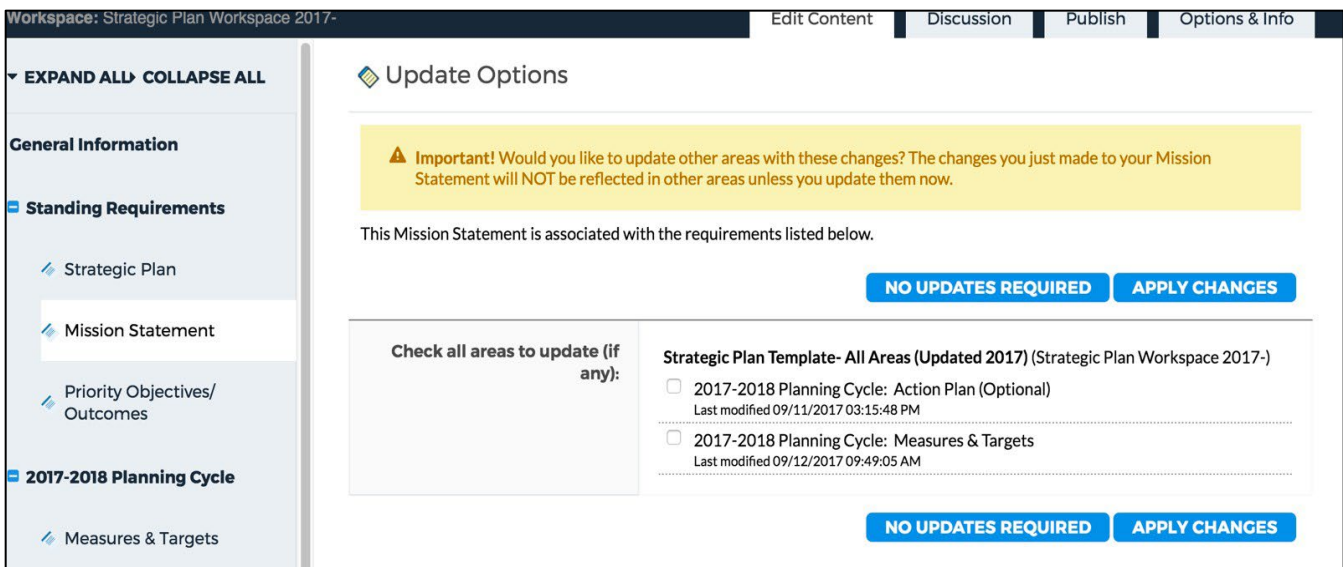 Workspace: Strategic Plan Workspace 2017-
Edit Content
Discussion
Publish
Options & Info
EXPAND ALL
COLLAPSE ALL
General Information
Standing Requirements
Strategic Plan
Mission Statement
Priority Objectives/
Outcomes
2017-2018 Planning Cycle
Measures & Targets
Update Options
Important! Would you like to update other areas with these changes? The changes you just made to your Mission
Statement will NOT be reflected in other areas unless you update them now.
This Mission Statement is associated with the requirements listed below.
NO UPDATES REQUIRED
APPLY CHANGES
Check all areas to update (if
any):
Strategic Plan Template- All Areas (Updated 2017) (Strategic Plan Workspace 2017-)
2017-2018 Planning Cycle: Action Plan (Optional)
Last modified 09/11/2017 03:15:48 PM
2017-2018 Planning Cycle: Measures & Targets
Last modified 09/12/2017 09:49:05 AM
NO UPDATES REQUIRED
APPLY CHANGES